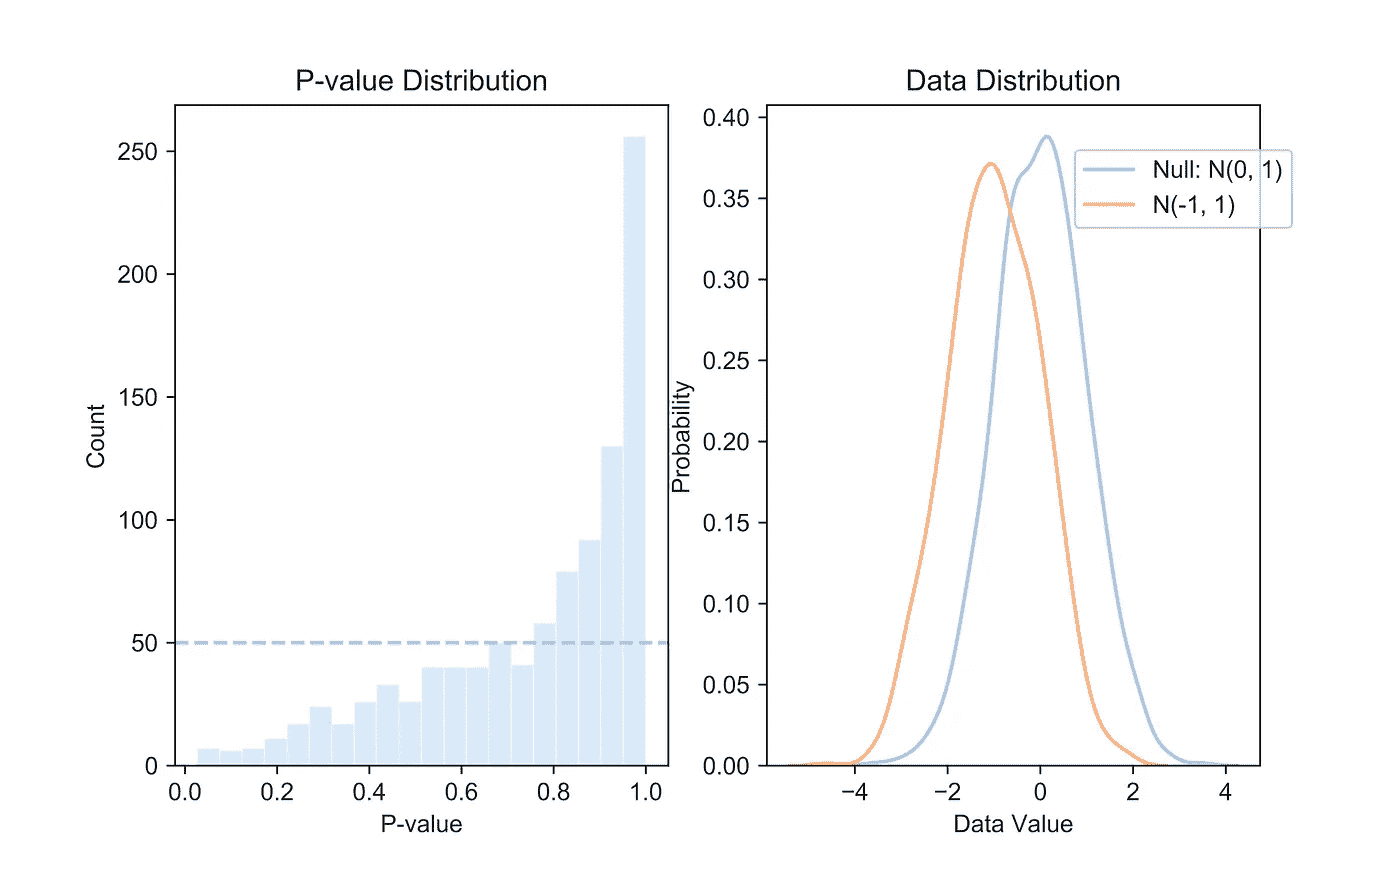 P-value Distribution
250
200
150
100
50
0
Count
0.0 0.2 0.4 0.6 0.8 1.0
P-value
Data Distribution
0.40
0.35
0.30
0.25
0.20
0.15
0.10
0.05
0.00
Probability
Null: N(0, 1)
N(-1, 1)
−4 −2 0 2 4
Data Value